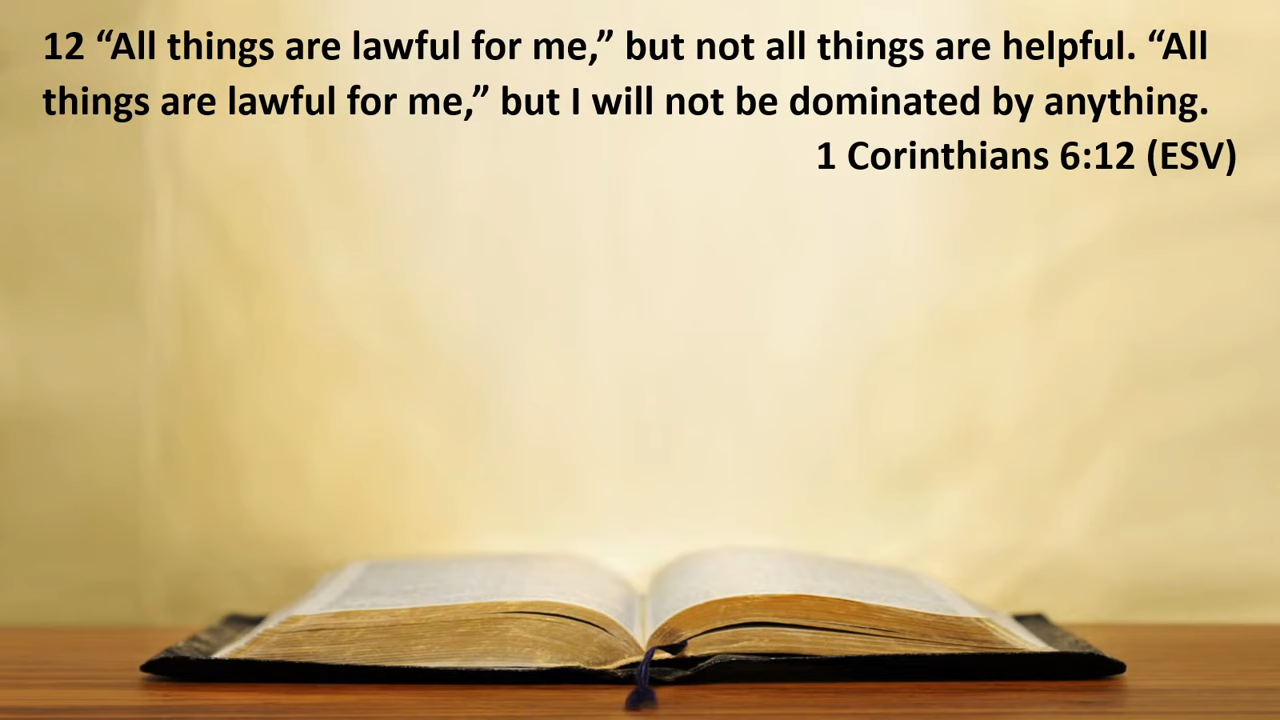 12 “All things are lawful for me,” but not all things are helpful. “All
things are lawful for me,” but I will not be dominated by anything.
1 Corinthians 6:12 (ESV)